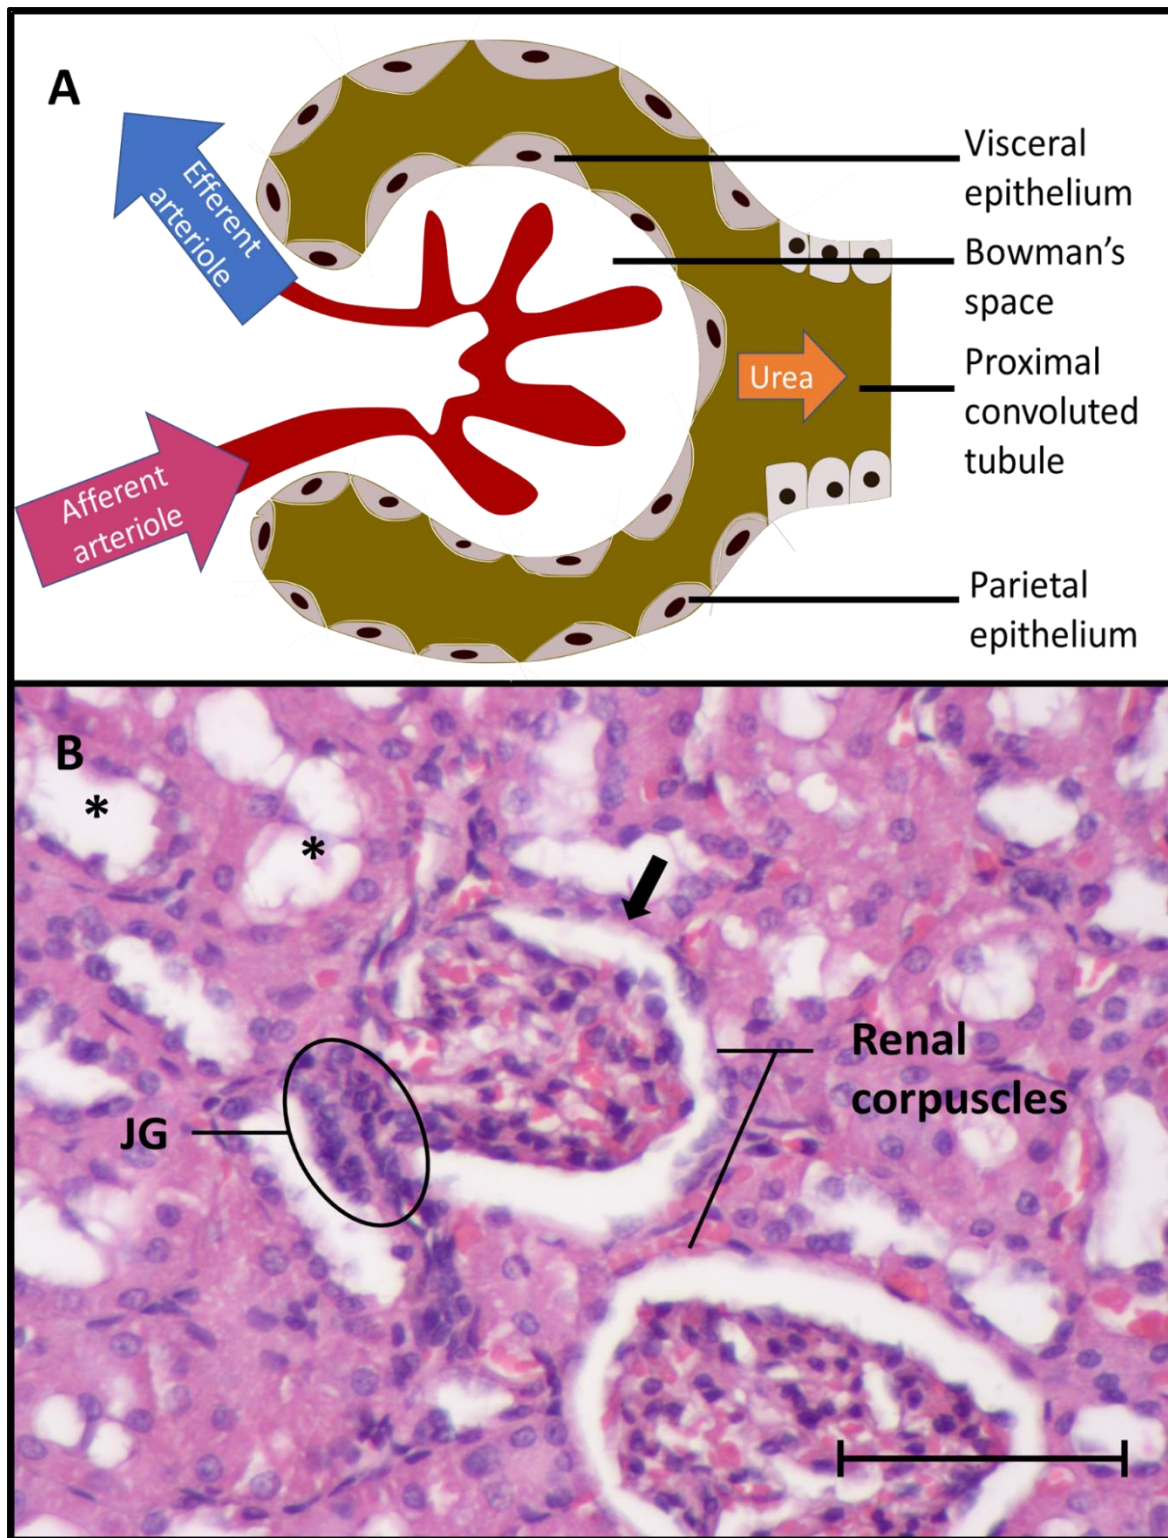 A
Efferent
arteriole
Visceral
epithelium
Bowman's
space
Urea
Proximal
convoluted
tubule
Afferent
arteriole
Parietal
epithelium
B
*
*
Renal
corpuscles
JG